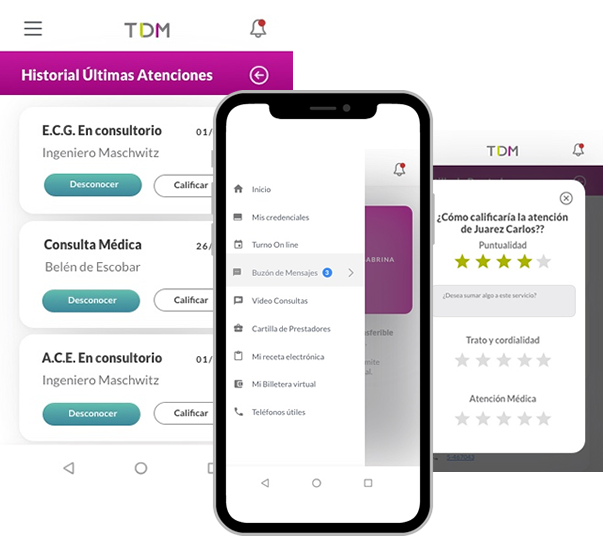 TDM
Historial Últimas Atenciones
E.C.G. En consultorio
01/
Ingeniero Maschwitz
Desconocer
Calificar
Consulta Médica
26/
Belén de Escobar
Desconocer
Calificar
A.C.E. En consultorio
01/
Ingeniero Maschwitz
Desconocer
Calificar
Inicio
Mis credenciales
Turno On line
Buzón de Mensajes 3
Video Consultas
Cartilla de Prestadores
Mi receta electrónica
Mi Billetera virtual
Teléfonos útiles
ABRINA
sferible
mite
al.
TDM
¿Cómo calificaría la atención
de Juarez Carlos??
Puntualidad
¿Desea sumar algo a este servicio?
Trato y cordialidad
Atención Médica